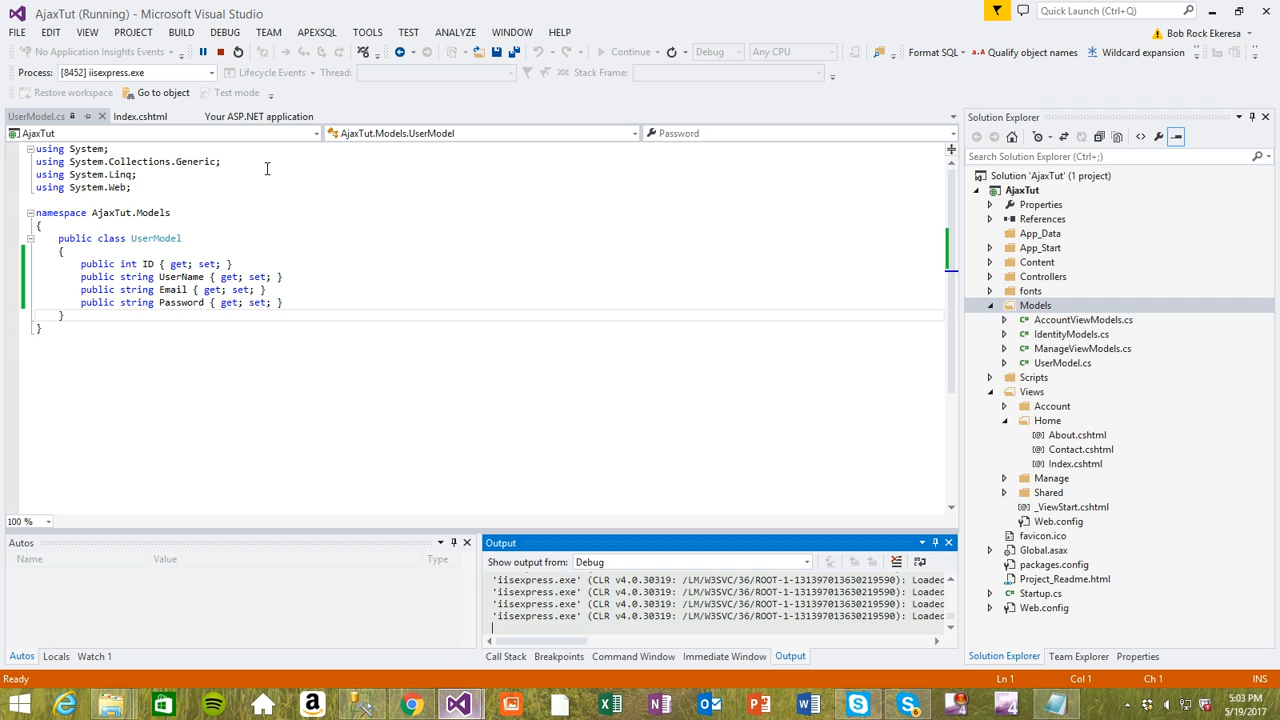 AjaxTut (Running) - Microsoft Visual Studio
Quick Launch (Ctrl+Q)
FILE EDIT VIEW PROJECT BUILD DEBUG TEAM APEXSQL TOOLS TEST ANALYZE WINDOW HELP
Bob Rock Ekeresa
No Application Insights Events
Continue
Debug
Any CPU
Format SQL
Qualify object names
Wildcard expansion
Process: [8452] iisexpress.exe
Lifecycle Events
Thread:
Stack Frame:
Restore workspace
Go to object
Test mode
UserModel.cs
Index.cshtml
Your ASP.NET application
AjaxTut
AjaxTut.Models.UserModel
Password
using System;
using System.Collections.Generic;
using System.Linq;
using System.Web;
namespace AjaxTut.Models
{
public class UserModel
{
public int ID { get; set; }
public string UserName { get; set; }
public string Email { get; set; }
public string Password { get; set; }
}
}
100 %
Solution Explorer
Search Solution Explorer (Ctrl+;)
Solution 'AjaxTut' (1 project)
AjaxTut
Properties
References
App_Data
App_Start
Content
Controllers
fonts
Models
AccountViewModels.cs
IdentityModels.cs
ManageViewModels.cs
UserModel.cs
Scripts
Views
Account
Home
About.cshtml
Contact.cshtml
Index.cshtml
Manage
Shared
_ViewStart.cshtml
Web.config
favicon.ico
Global.asax
packages.config
Project_Readme.html
Startup.cs
Web.config
Solution Explorer Team Explorer Properties
Autos
Name Value Type
Autos Locals Watch 1
Output
Show output from: Debug
'iisexpress.exe' (CLR v4.0.30319: /LM/W3SVC/36/ROOT-1-131397013630219590): Loaded
'iisexpress.exe' (CLR v4.0.30319: /LM/W3SVC/36/ROOT-1-131397013630219590): Loaded
'iisexpress.exe' (CLR v4.0.30319: /LM/W3SVC/36/ROOT-1-131397013630219590): Loaded
'iisexpress.exe' (CLR v4.0.30319: /LM/W3SVC/36/ROOT-1-131397013630219590): Loaded
Call Stack Breakpoints Command Window Immediate Window Output
Ready
Ln 1 Col 1 Ch 1 INS
5:03 PM
5/19/2017